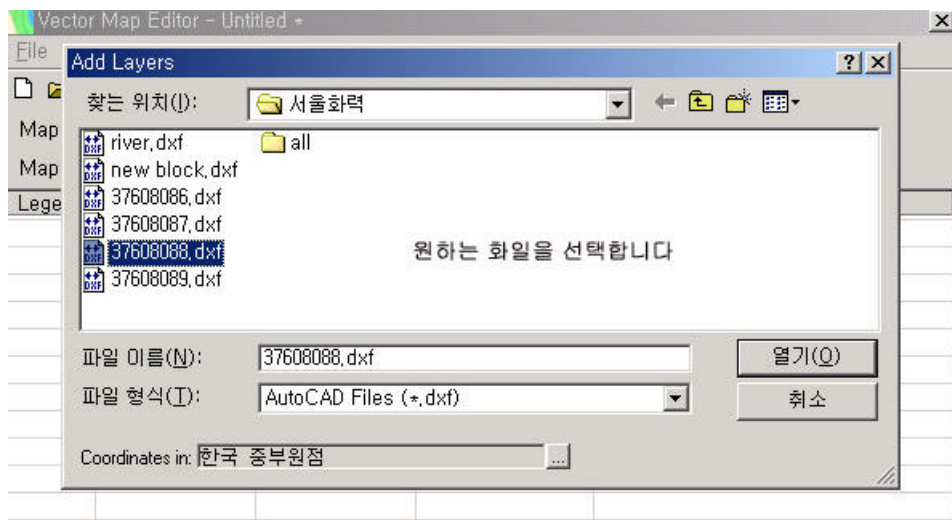 Vector Map Editor - Untitled *
File
Add Layers
찾는 위치(I): 서울화력
Map
Map
Lege
river.dxf
new block.dxf
37608086.dxf
37608087.dxf
37608088.dxf
37608089.dxf
all
원하는 화일을 선택합니다
파일 이름(N): 37608088.dxf
열기(O)
파일 형식(T): AutoCAD Files (*.dxf)
취소
Coordinates in: 한국 중부원점 ...